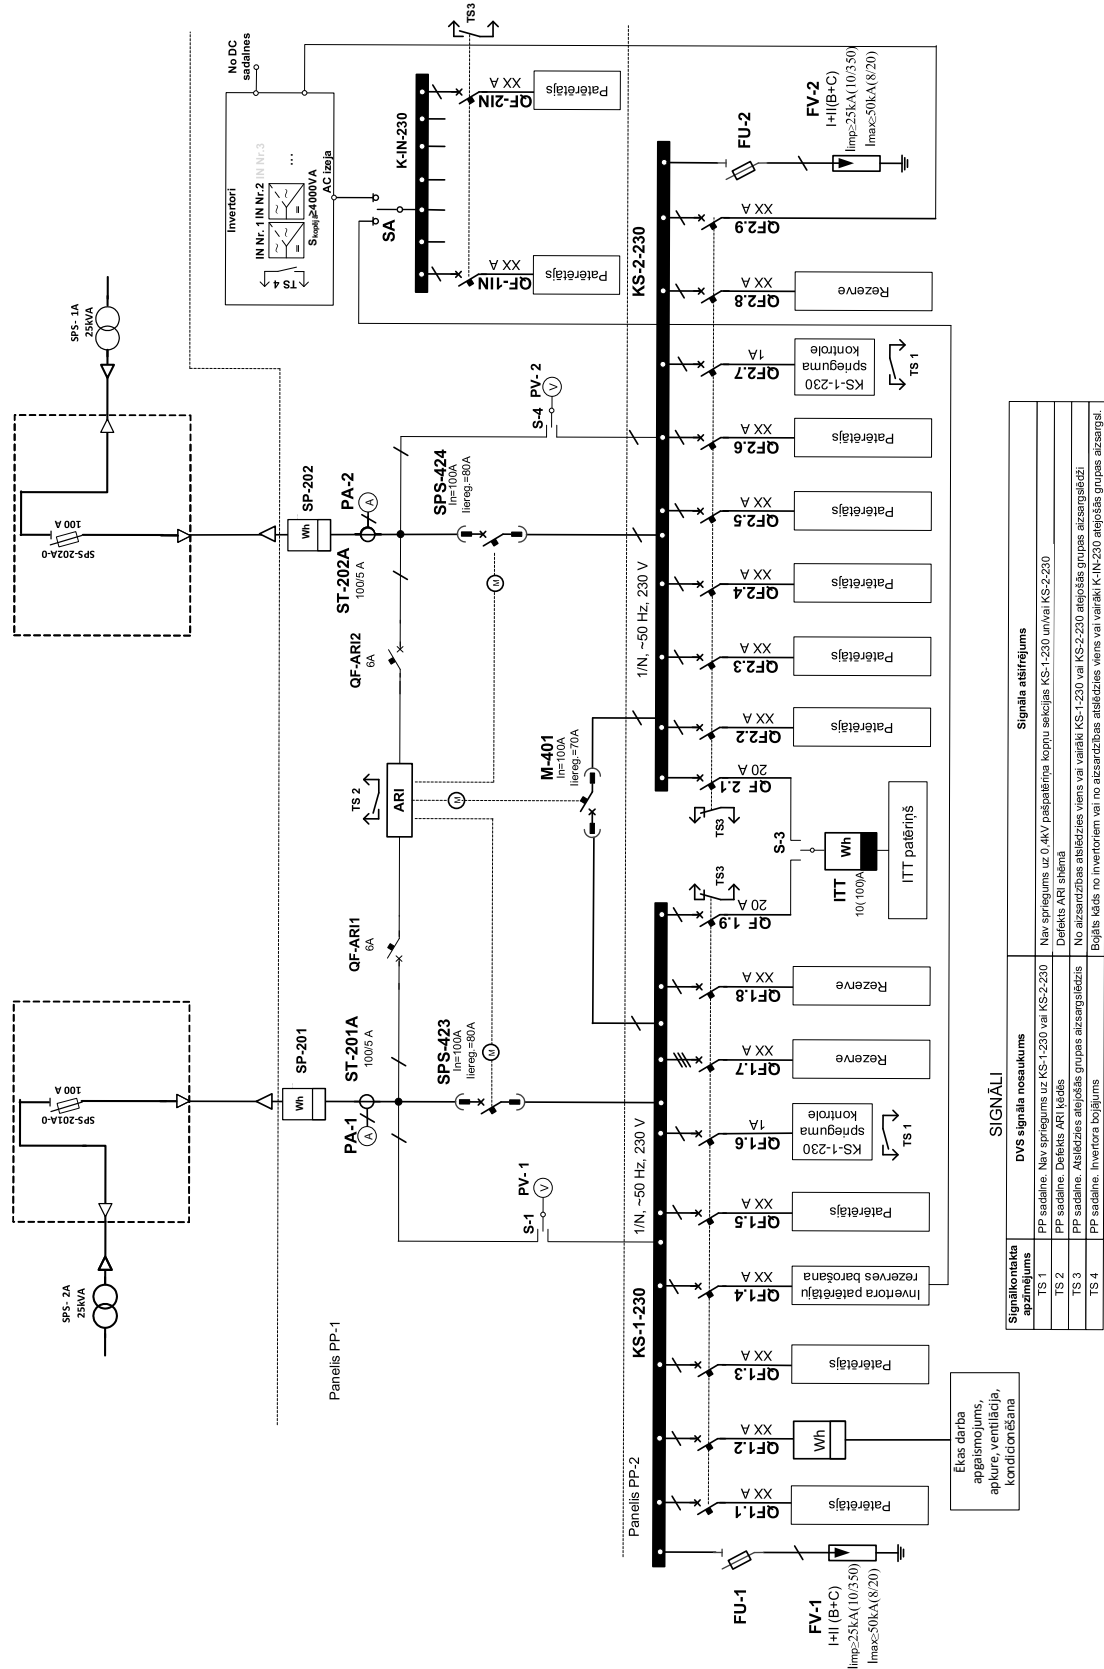 SPS- 2A
25kVA
SPS-201A-0
100 A
SPS-202A-0
100 A
SPS- 1A
25kVA
No DC
sadalnes
Invertori
IN Nr. 1
IN Nr.2
IN Nr.3
...
TS 4
S kopējā≥4000VA
AC izeja
Panelis PP-1
SP-201
Wh
SP-202
Wh
SA
K-IN-230
TS3
PA-1
A
ST-201A
100/5 A
QF-ARI1
6A
TS 2
ARI
QF-ARI2
6A
ST-202A
100/5 A
PA-2
A
QF-1IN
XX A
Patērētājs
QF-2IN
XX A
Patērētājs
S-1
PV- 1
V
SPS-423
In=100A
Iiereg.=80A
M
M
M
M-401
In=100A
Iiereg.=70A
SPS-424
In=100A
Iiereg.=80A
S-4
PV- 2
V
Panelis PP-2
KS-1-230
1/N, ~50 Hz, 230 V
1/N, ~50 Hz, 230 V
KS-2-230
FU-1
FV-1
I+II (B+C)
Iimp≥25kA(10/350)
Imax≥50kA(8/20)
QF1.1
XX A
Patērētājs
QF1.2
XX A
Wh
Ēkas darba
apgaismojums,
apkure, ventilācija,
kondicionēšana
QF1.3
XX A
Patērētājs
QF1.4
XX A
Invertora patērētāju
rezerves barošana
QF1.5
XX A
Patērētājs
QF1.6
1A
KS-1-230
sprieguma
kontrole
TS 1
QF1.7
XX A
Rezerve
QF1.8
XX A
Rezerve
QF 1.9
20 A
TS3
S-3
ITT
10(100)A
Wh
ITT patēriņš
TS3
QF 2.1
20 A
QF2.2
XX A
Patērētājs
QF2.3
XX A
Patērētājs
QF2.4
XX A
Patērētājs
QF2.5
XX A
Patērētājs
QF2.6
XX A
Patērētājs
QF2.7
1A
KS-1-230
sprieguma
kontrole
TS 1
QF2.8
XX A
Rezerve
QF2.9
XX A
FU-2
FV-2
I+II(B+C)
Iimp≥25kA(10/350)
Imax≥50kA(8/20)
SIGNĀLI
Signālkontakta
apzīmējums
DVS signāla nosaukums
Signāla atšifrējums
TS 1
PP sadalne. Nav spriegums uz KS-1-230 vai KS-2-230
Nav spriegums uz 0,4kV pašpatēriņa kopņu sekcijas KS-1-230 un/vai KS-2-230
TS 2
PP sadalne. Defekts ARI ķēdēs
Defekts ARI shēmā
TS 3
PP sadalne. Atslēdzies atejošās grupas aizsargslēdzis
No aizsardzības atslēdzies viens vai vairāki KS-1-230 vai KS-2-230 atejošās grupas aizsargslēdži
TS 4
PP sadalne. Invertora bojājums
Bojāts kāds no invertoriem vai no aizsardzības atslēdzies viens vai vairāki K-IN-230 atejošās grupas aizsargsl.